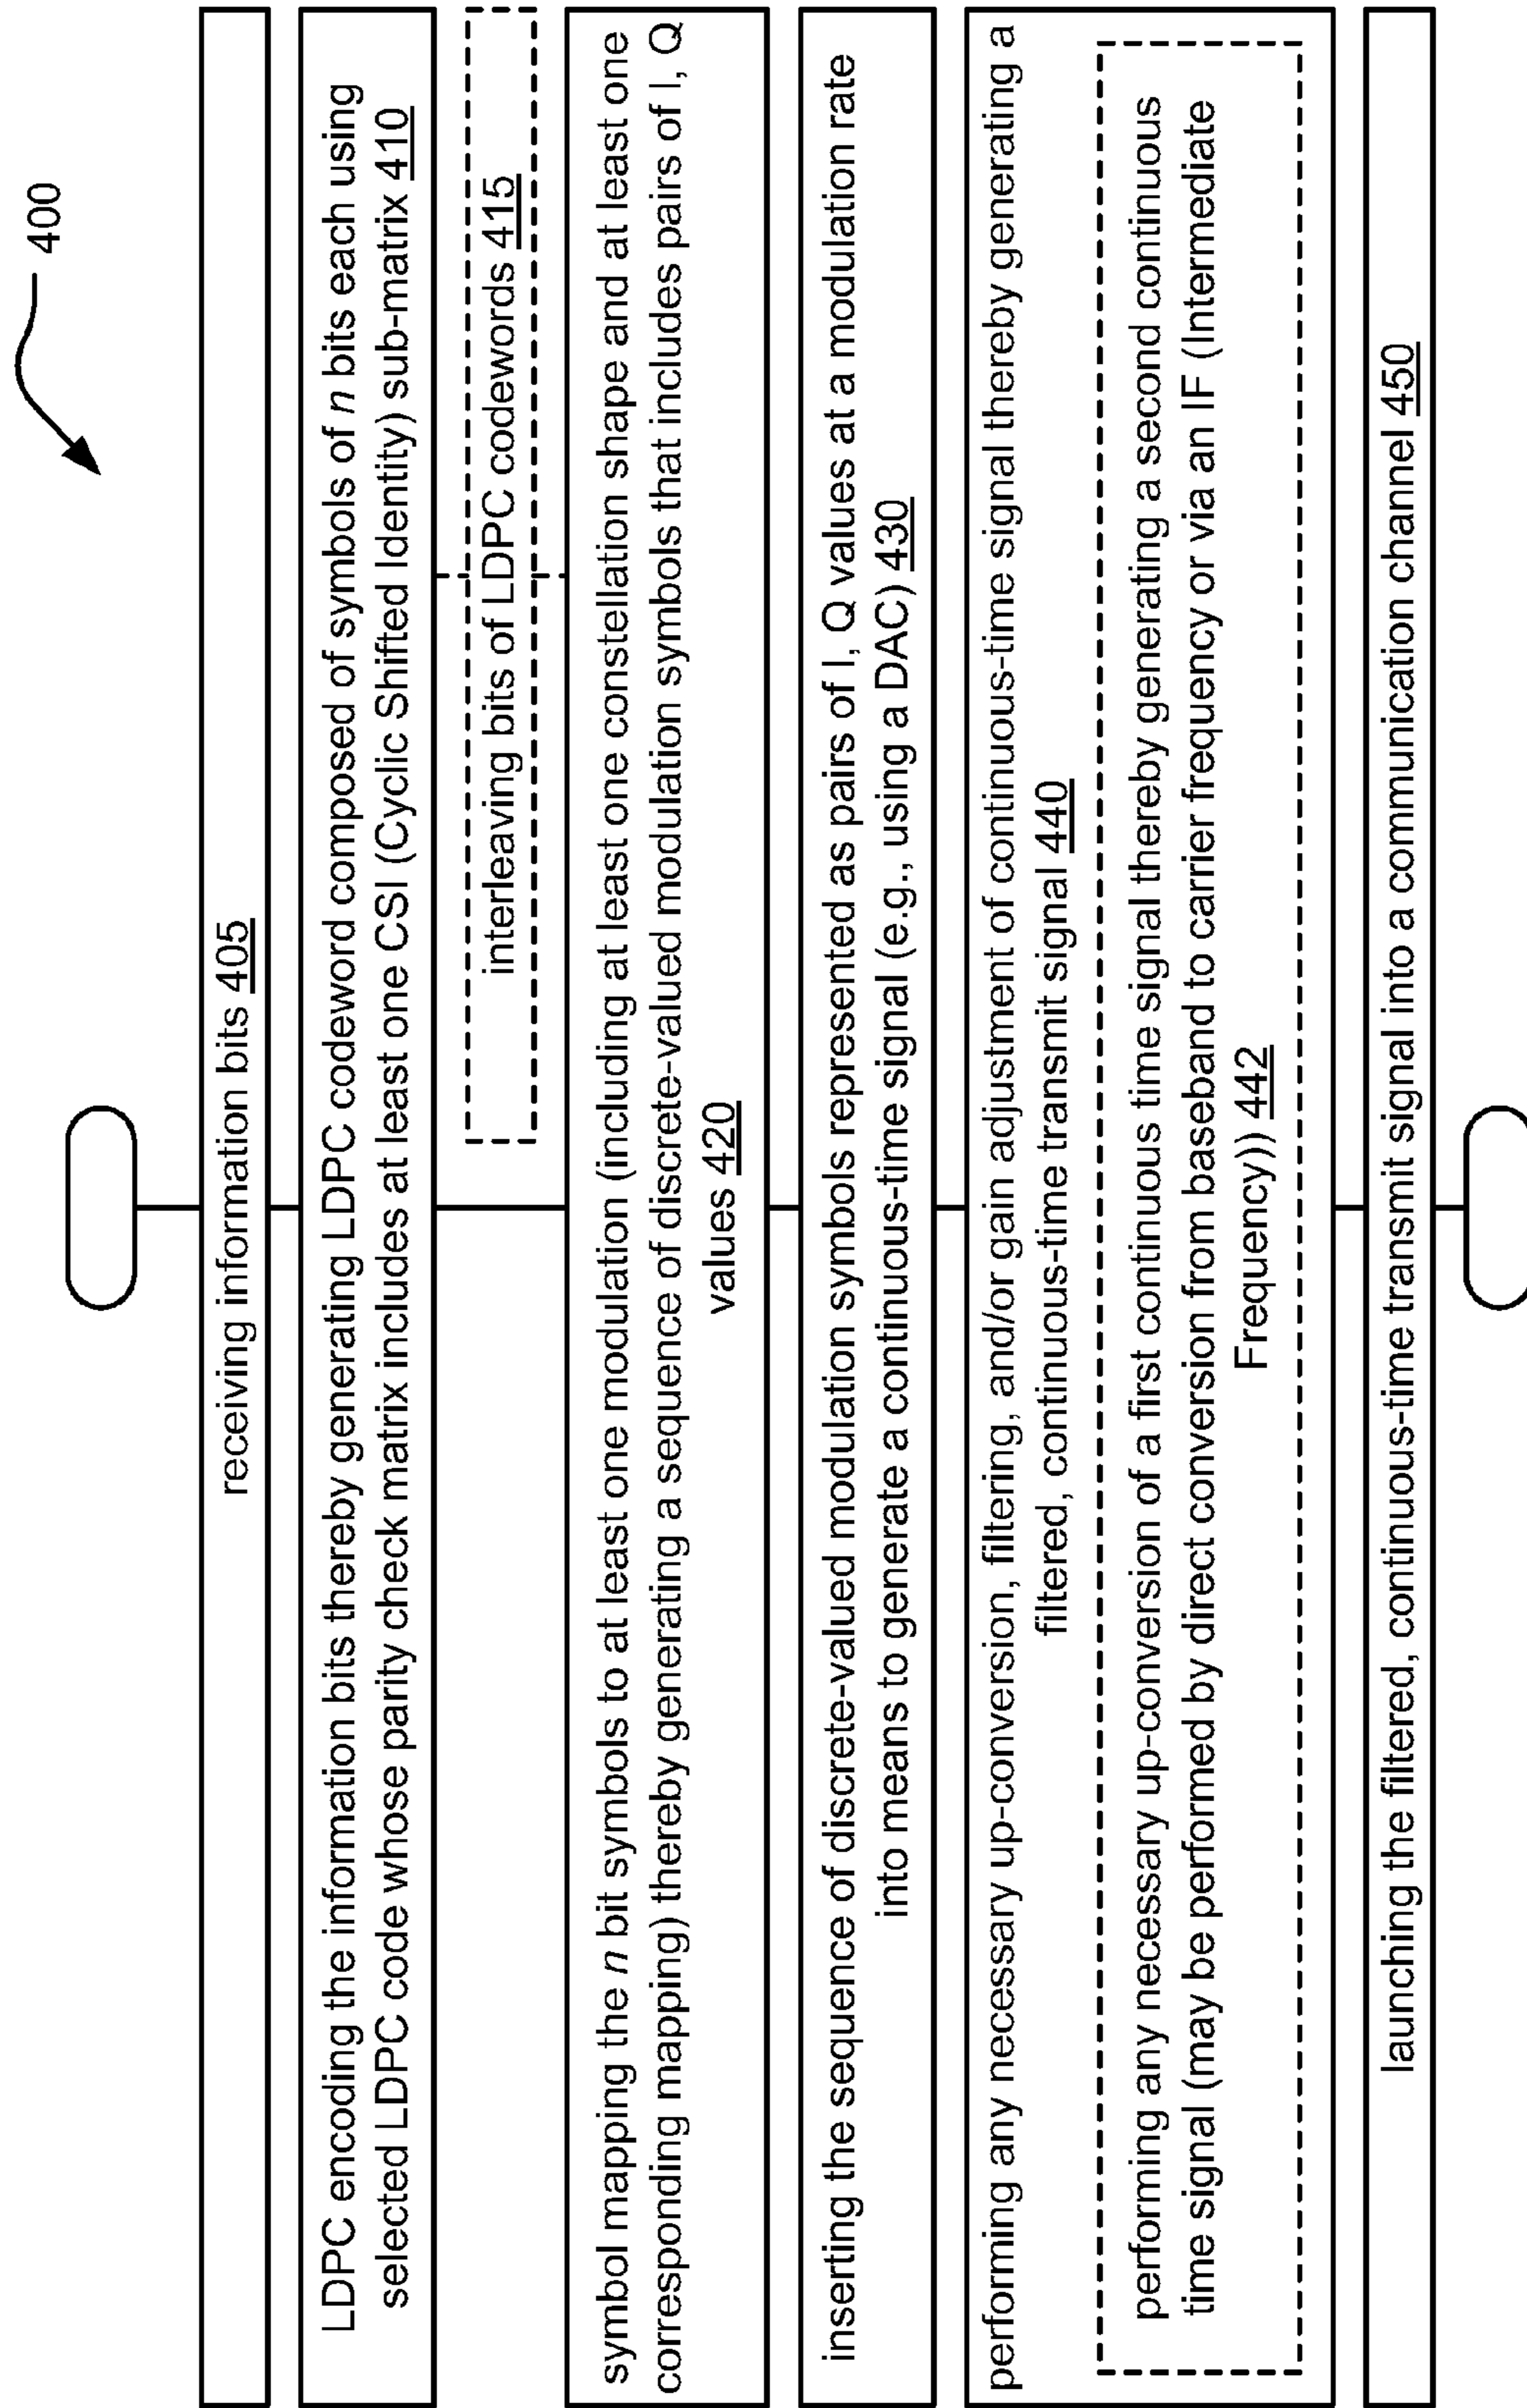 400
receiving information bits 405
LDPC encoding the information bits thereby generating LDPC codeword composed of symbols of n bits each using
selected LDPC code whose parity check matrix includes at least one CSI (Cyclic Shifted Identity) sub-matrix 410
interleaving bits of LDPC codewords 415
symbol mapping the n bit symbols to at least one modulation (including at least one constellation shape and at least one
corresponding mapping) thereby generating a sequence of discrete-valued modulation symbols that includes pairs of I, Q
values 420
inserting the sequence of discrete-valued modulation symbols represented as pairs of I, Q values at a modulation rate
into means to generate a continuous-time signal (e.g., using a DAC) 430
performing any necessary up-conversion, filtering, and/or gain adjustment of continuous-time signal thereby generating a
filtered, continuous-time transmit signal 440
performing any necessary up-conversion of a first continuous time signal thereby generating a second continuous
time signal (may be performed by direct conversion from baseband to carrier frequency or via an IF (Intermediate
Frequency)) 442
launching the filtered, continuous-time transmit signal into a communication channel 450